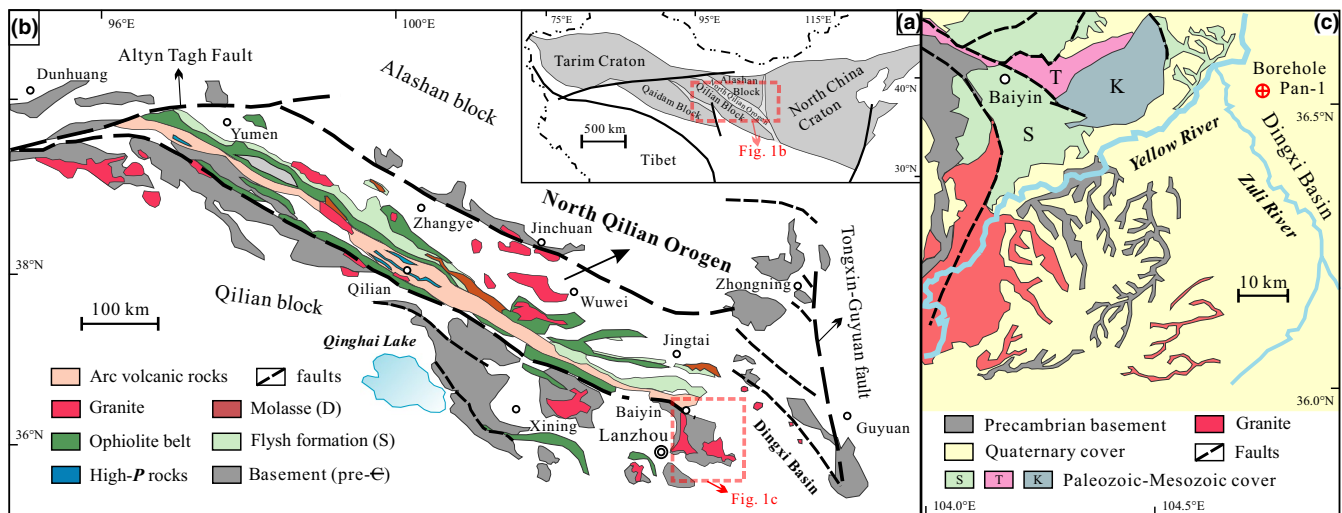 (b)
96°E
100°E
Altyn Tagh Fault
Dunhuang
Alashan block
Yumen
Zhangye
Jinchuan
North Qilian Orogen
38°N
Qilian block
Qilian
Wuwei
Zhongning
Tongxin-Guyuan fault
100 km
Qinghai Lake
Jingtai
Arc volcanic rocks
faults
Granite
Molasse (D)
Ophiolite belt
Flysh formation (S)
High-P rocks
Basement (pre-Є)
36°N
Xining
Baiyin
Lanzhou
Guyuan
Dingxi Basin
Fig. 1c
(a)
75°E
95°E
115°E
Tarim Craton
Alashan
Block
North Qilian Orogen
Qilian Block
Qaidam Block
North China
Craton
40°N
500 km
Fig. 1b
Tibet
30°N
(c)
T
K
Baiyin
S
Borehole
Pan-1
36.5°N
Yellow River
Dingxi Basin
Zuli River
10 km
36.0°N
Precambrian basement
Granite
Quaternary cover
Faults
S
T
K
Paleozoic-Mesozoic cover
104.0°E
104.5°E